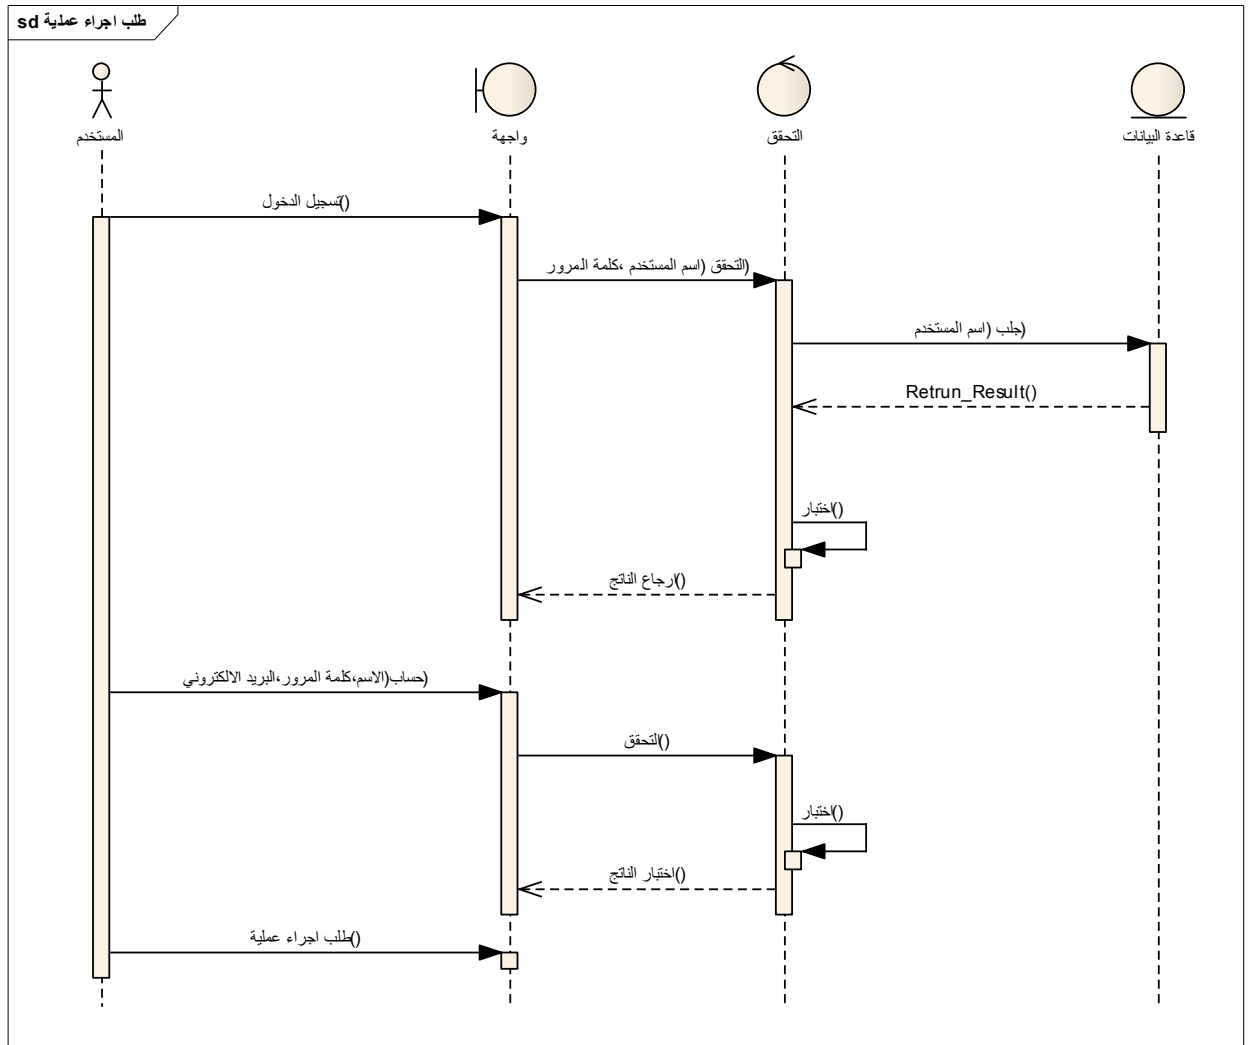 sd طلب اجراء عملية
المستخدم
واجهة
التحقق
قاعدة البيانات
تسجيل الدخول()
التحقق (اسم المستخدم ،كلمة المرور)
جلب (اسم المستخدم)
Retrun_Result()
اختبار()
ارجاع الناتج()
حساب(الاسم،كلمة المرور،البريد الالكتروني)
التحقق()
اختبار()
اختبار الناتج()
طلب اجراء عملية()